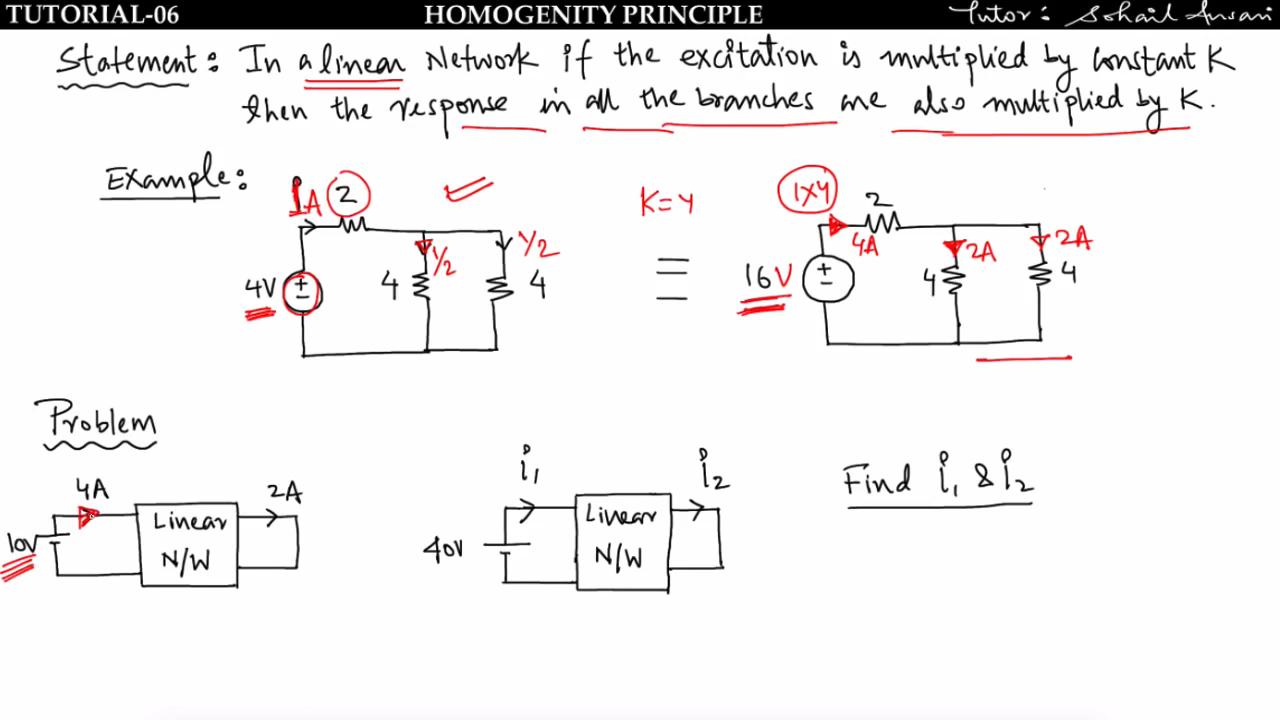 TUTORIAL-06 HOMOGENITY PRINCIPLE Tutor: Sohail Ansari
Statement: In a linear Network if the excitation is multiplied by constant K
then the response in all the branches are also multiplied by K.
Example:
1A 2
4V + - 4 1/2 1/2 4
K=4
≡
1x4 2
4A 2A 2A
16V + - 4 4
Problem
4A 2A
10V Linear
N/W
i1 i2
40V Linear
N/W
Find i1 & i2